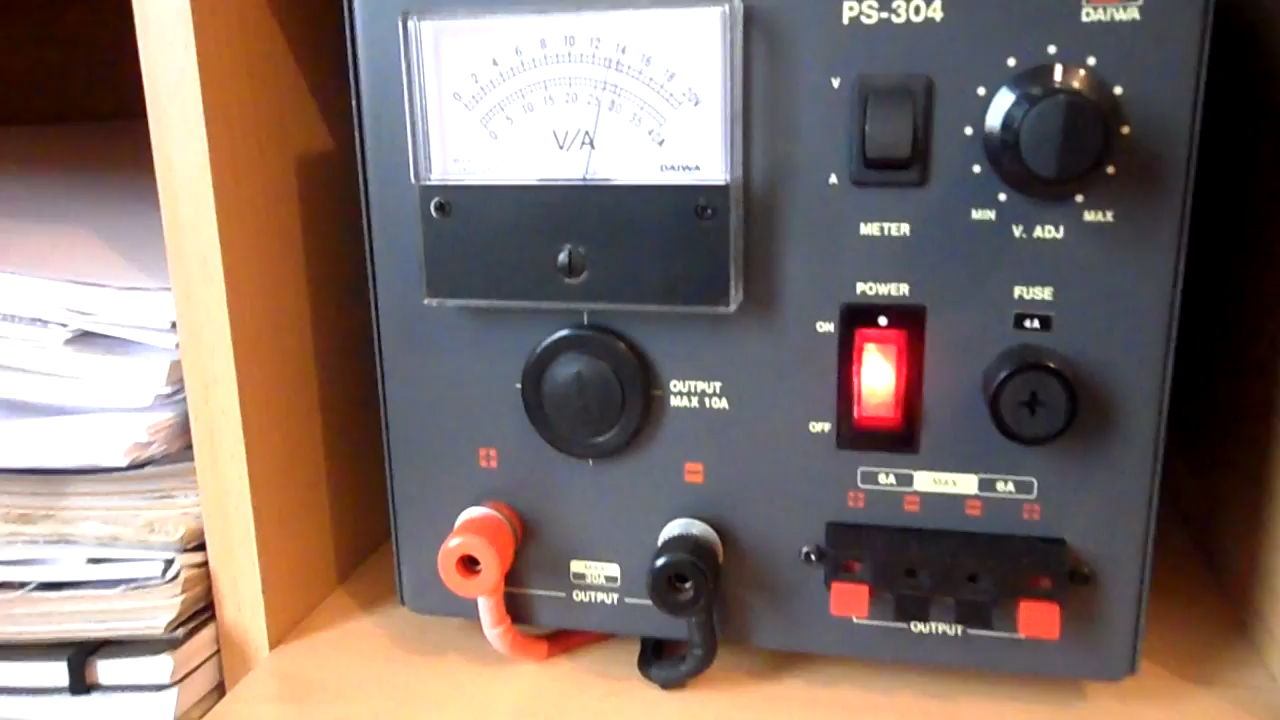 PS-304
DAIWA
0 2 4 6 8 10 12 14 16 18 20V
0 5 10 15 20 25 30 35 40A
V/A
DAIWA
V
A
METER
MIN
MAX
V. ADJ
POWER
ON
OFF
FUSE
4A
OUTPUT
MAX 10A
6A MAX 6A
MAX
30A
OUTPUT
OUTPUT